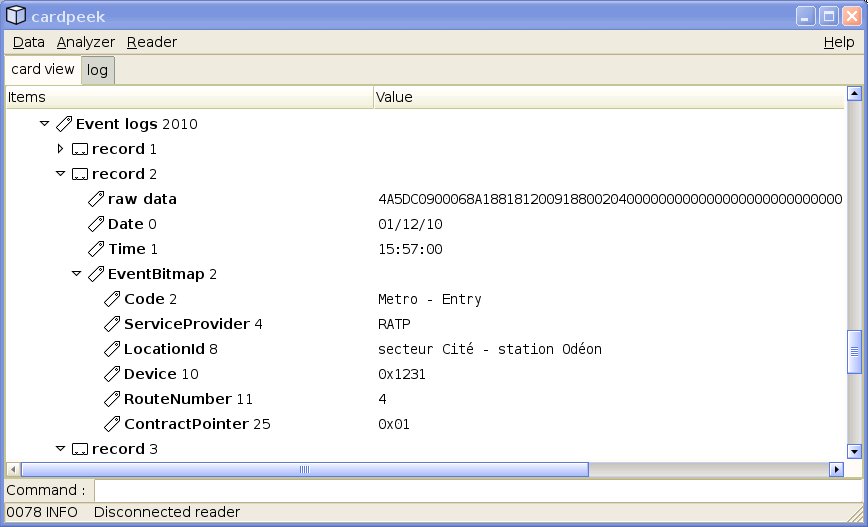 cardpeek
Data Analyzer Reader Help
card view log
Items Value
Event logs 2010
record 1
record 2
raw data 4A5DC0900068A188181200918800204000000000000000000000000000
Date 0 01/12/10
Time 1 15:57:00
EventBitmap 2
Code 2 Metro - Entry
ServiceProvider 4 RATP
LocationId 8 secteur Cité - station Odéon
Device 10 0x1231
RouteNumber 11 4
ContractPointer 25 0x01
record 3
Command :
0078 INFO Disconnected reader